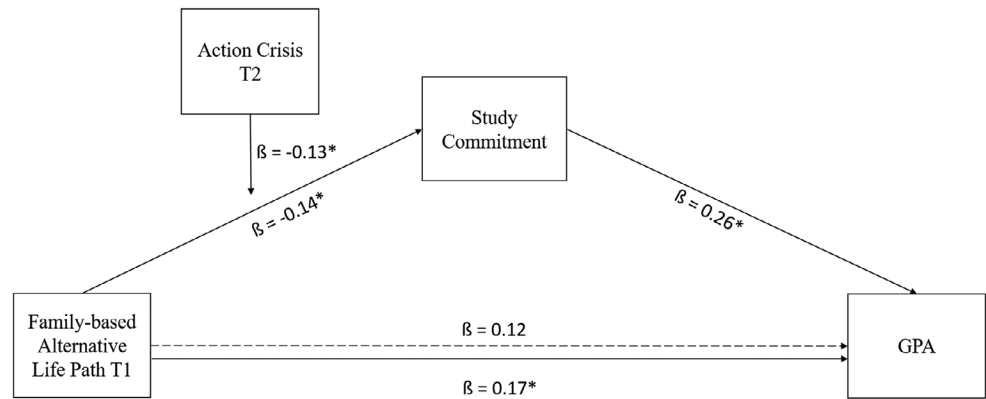 Action Crisis
T2
Study
Commitment
ß = -0.13*
ß = -0.14*
ß = 0.26*
Family-based
Alternative
Life Path T1
ß = 0.12
GPA
ß = 0.17*